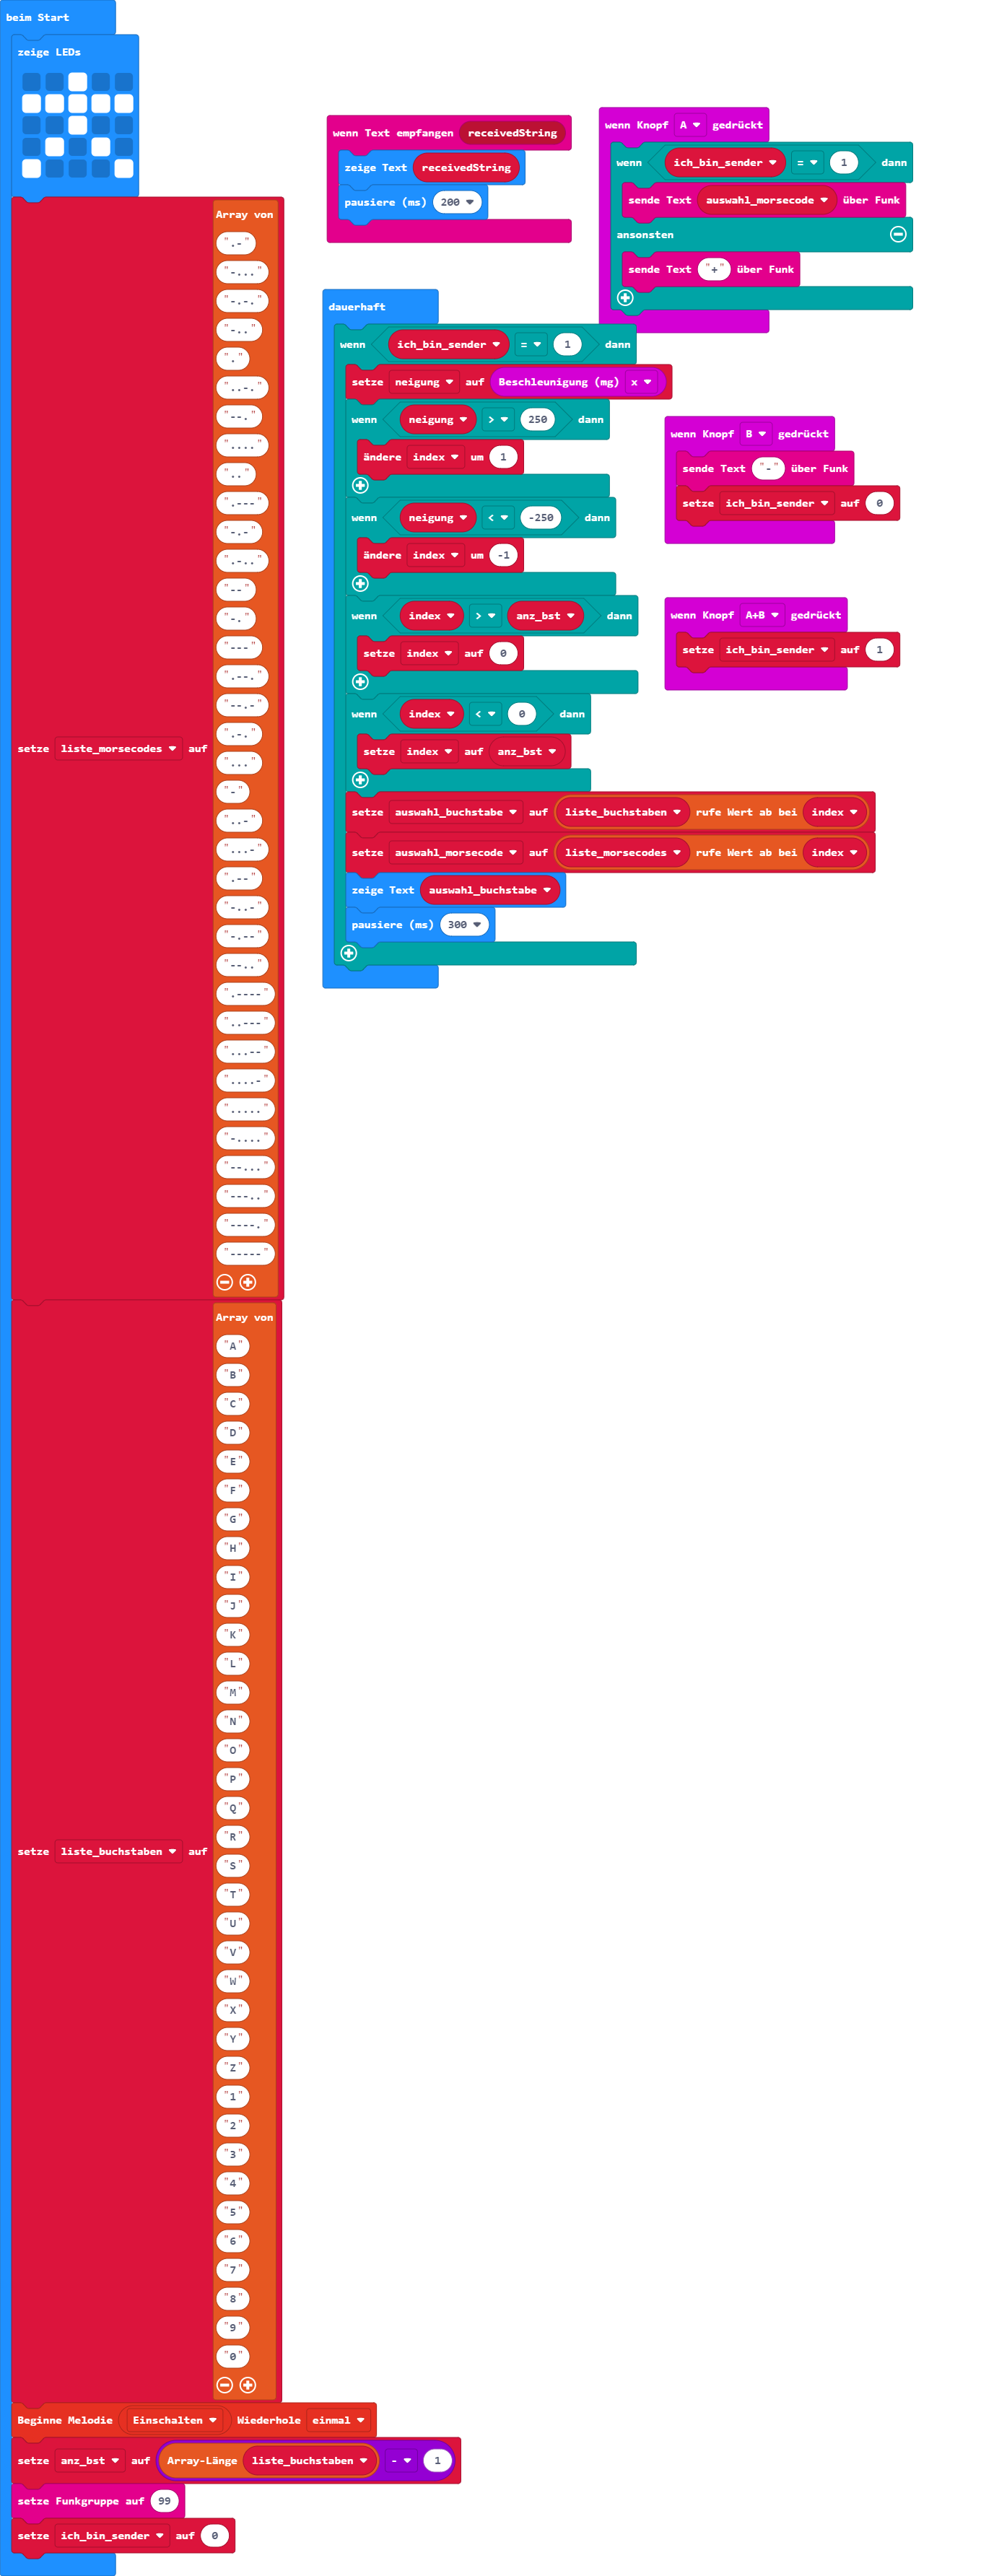 beim Start
zeige LEDs
setze liste_morsecodes auf
Array von
".-"
"-..."
"-.-."
"-.."
"."
"..-."
"--."
"...."
".."
".---"
"-.-"
".-.."
"--"
"-."
"---"
".--."
"--.-"
".-."
"..."
"-"
"..-"
"...-"
".--"
"-..-"
"-.--"
"--.."
".----"
"..---"
"...--"
"....-"
"....."
"-...."
"--..."
"---.."
"----."
"-----"
setze liste_buchstaben auf
Array von
"A"
"B"
"C"
"D"
"E"
"F"
"G"
"H"
"I"
"J"
"K"
"L"
"M"
"N"
"O"
"P"
"Q"
"R"
"S"
"T"
"U"
"V"
"W"
"X"
"Y"
"Z"
"1"
"2"
"3"
"4"
"5"
"6"
"7"
"8"
"9"
"0"
Beginne Melodie Einschalten Wiederhole einmal
setze anz_bst auf Array-Länge liste_buchstaben - 1
setze Funkgruppe auf 99
setze ich_bin_sender auf 0
wenn Text empfangen receivedString
zeige Text receivedString
pausiere (ms) 200
dauerhaft
wenn ich_bin_sender = 1 dann
setze neigung auf Beschleunigung (mg) x
wenn neigung > 250 dann
ändere index um 1
wenn neigung < -250 dann
ändere index um -1
wenn index > anz_bst dann
setze index auf 0
wenn index < 0 dann
setze index auf anz_bst
setze auswahl_buchstabe auf liste_buchstaben rufe Wert ab bei index
setze auswahl_morsecode auf liste_morsecodes rufe Wert ab bei index
zeige Text auswahl_buchstabe
pausiere (ms) 300
wenn Knopf A gedrückt
wenn ich_bin_sender = 1 dann
sende Text auswahl_morsecode über Funk
ansonsten
sende Text "+" über Funk
wenn Knopf B gedrückt
sende Text "-" über Funk
setze ich_bin_sender auf 0
wenn Knopf A+B gedrückt
setze ich_bin_sender auf 1